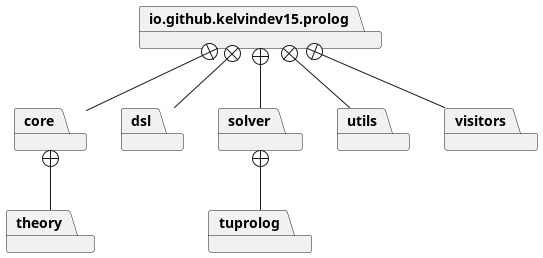 io.github.kelvindev15.prolog
core
dsl
solver
utils
visitors
theory
tuprolog